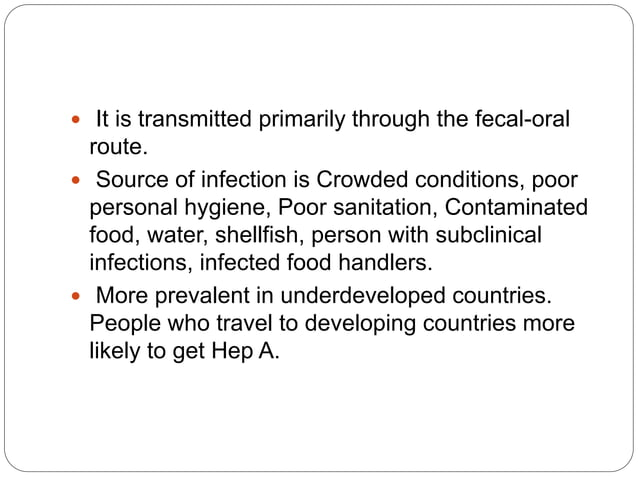 • It is transmitted primarily through the fecal-oral
route.
• Source of infection is Crowded conditions, poor
personal hygiene, Poor sanitation, Contaminated
food, water, shellfish, person with subclinical
infections, infected food handlers.
• More prevalent in underdeveloped countries.
People who travel to developing countries more
likely to get Hep A.